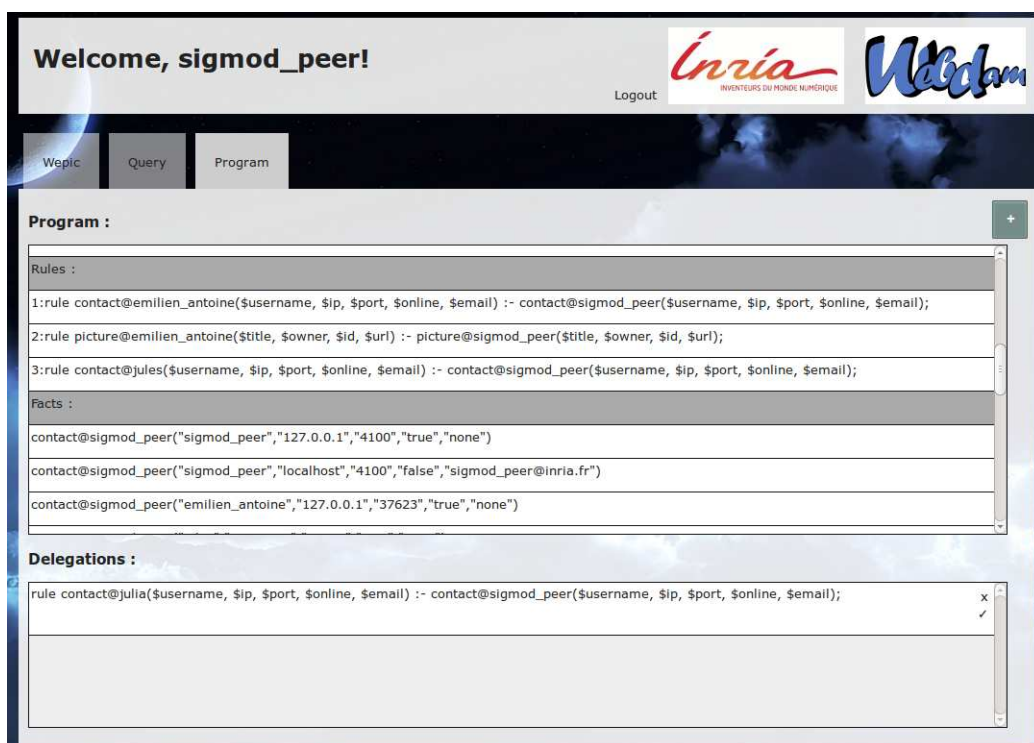 Welcome, sigmod_peer!
Logout
Inría
INVENTEURS DU MONDE NUMÉRIQUE
Webdam
Wepic
Query
Program
Program :
+
Rules :
1:rule contact@emilien_antoine($username, $ip, $port, $online, $email) :- contact@sigmod_peer($username, $ip, $port, $online, $email);
2:rule picture@emilien_antoine($title, $owner, $id, $url) :- picture@sigmod_peer($title, $owner, $id, $url);
3:rule contact@jules($username, $ip, $port, $online, $email) :- contact@sigmod_peer($username, $ip, $port, $online, $email);
Facts :
contact@sigmod_peer("sigmod_peer","127.0.0.1","4100","true","none")
contact@sigmod_peer("sigmod_peer","localhost","4100","false","sigmod_peer@inria.fr")
contact@sigmod_peer("emilien_antoine","127.0.0.1","37623","true","none")
Delegations :
rule contact@julia($username, $ip, $port, $online, $email) :- contact@sigmod_peer($username, $ip, $port, $online, $email);
x
✓